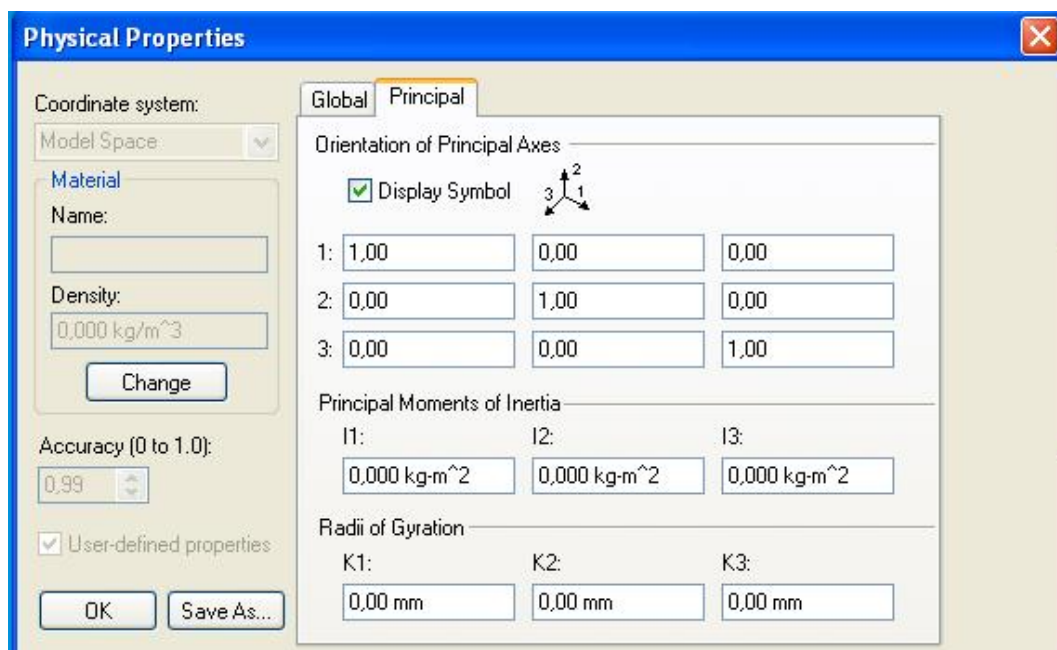 Physical Properties
Coordinate system:
Model Space
Material
Name:
Density:
0,000 kg/m^3
Change
Accuracy (0 to 1.0):
0,99
User-defined properties
OK Save As...
Global Principal
Orientation of Principal Axes
Display Symbol 3 2 1
1: 1,00 0,00 0,00
2: 0,00 1,00 0,00
3: 0,00 0,00 1,00
Principal Moments of Inertia
I1: I2: I3:
0,000 kg-m^2 0,000 kg-m^2 0,000 kg-m^2
Radii of Gyration
K1: K2: K3:
0,00 mm 0,00 mm 0,00 mm